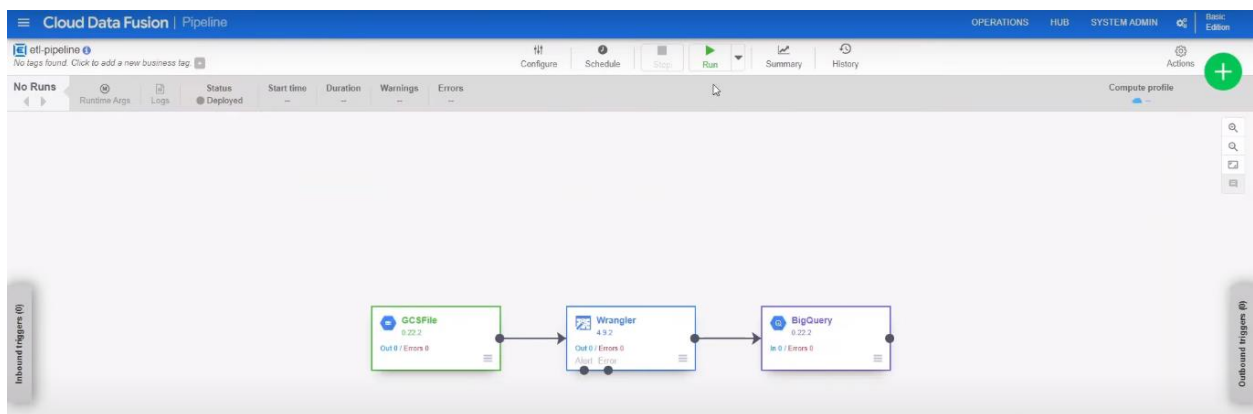 Cloud Data Fusion | Pipeline
OPERATIONS HUB SYSTEM ADMIN Basic Edition
etl-pipeline
No tags found. Click to add a new business tag.
Configure Schedule Stop Run Summary History Actions
No Runs
Runtime Args Logs
Status
Deployed
Start time
--
Duration
--
Warnings
--
Errors
--
Compute profile
--
Inbound triggers (0)
GCSFile
0.22.2
Out 0 / Errors 0
Wrangler
4.9.2
Out 0 / Errors 0
Alert Error
BigQuery
0.22.2
In 0 / Errors 0
Outbound triggers (0)